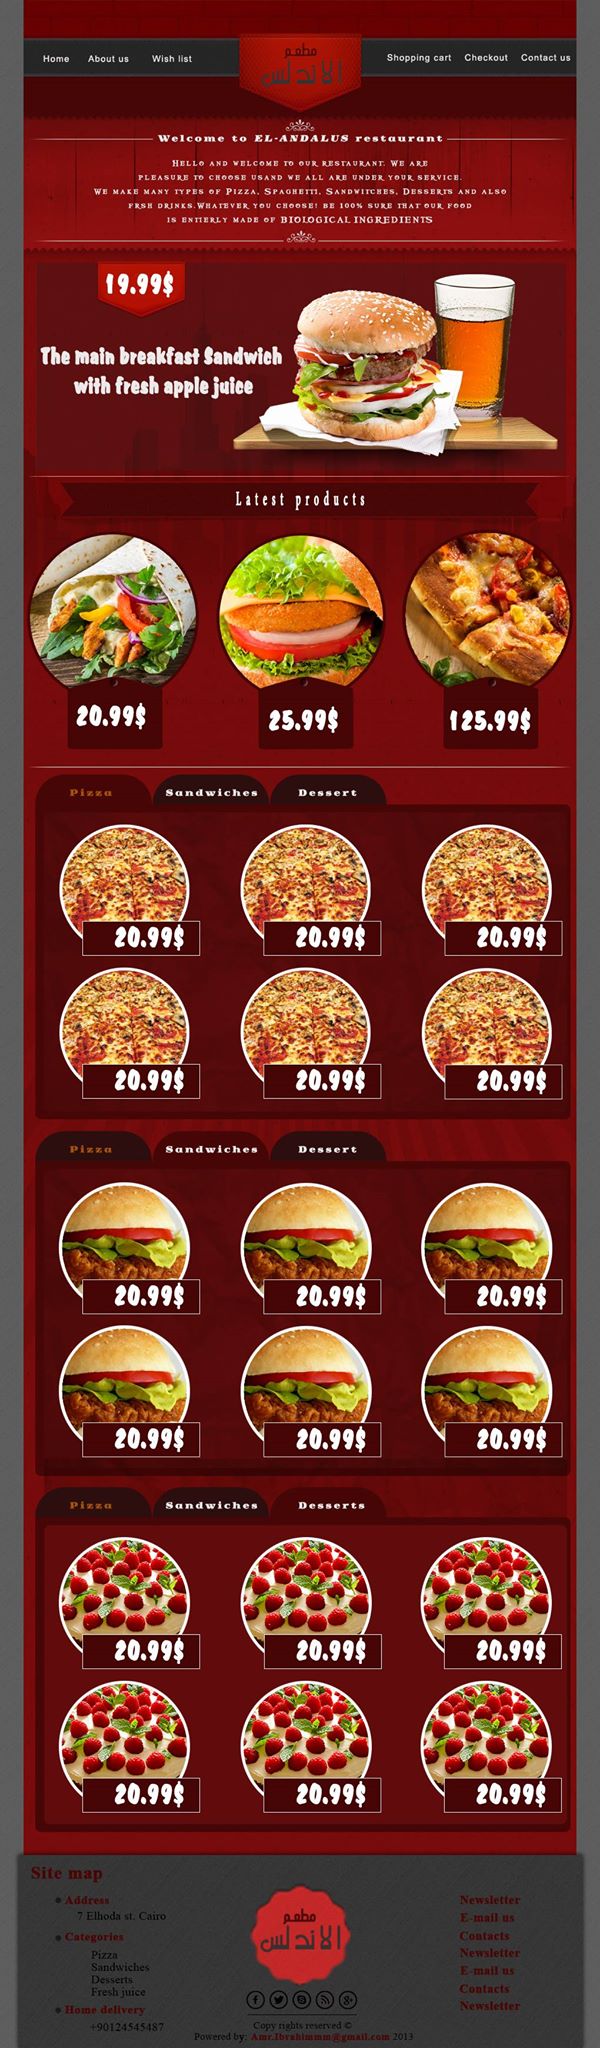 Home About us Wish list
مطعم
الاندلس
Shopping cart Checkout Contact us
Welcome to EL-ANDALUS restaurant
Hello and welcome to our restaurant. We are
pleasure to choose usand we all are under your service.
We make many types of Pizza, Spaghetti, Sandwitches, Desserts and also
frsh drinks.Whatever you choose! be 100% sure that our food
is entierly made of BIOLOGICAL INGREDIENTS
19.99$
The main breakfast Sandwich
with fresh apple juice
Latest products
20.99$ 25.99$ 125.99$
Pizza Sandwiches Dessert
20.99$ 20.99$ 20.99$
20.99$ 20.99$ 20.99$
Pizza Sandwiches Dessert
20.99$ 20.99$ 20.99$
20.99$ 20.99$ 20.99$
Pizza Sandwiches Desserts
20.99$ 20.99$ 20.99$
20.99$ 20.99$ 20.99$
Site map
Address
7 Elhoda st. Cairo
Categories
Pizza
Sandwiches
Desserts
Fresh juice
Home delivery
+90124545487
مطعم
الاندلس
Newsletter
E-mail us
Contacts
Newsletter
E-mail us
Contacts
Newsletter
Copy rights reserved ©
Powered by; Amr.Ibrahimmm@gmail.com 2013